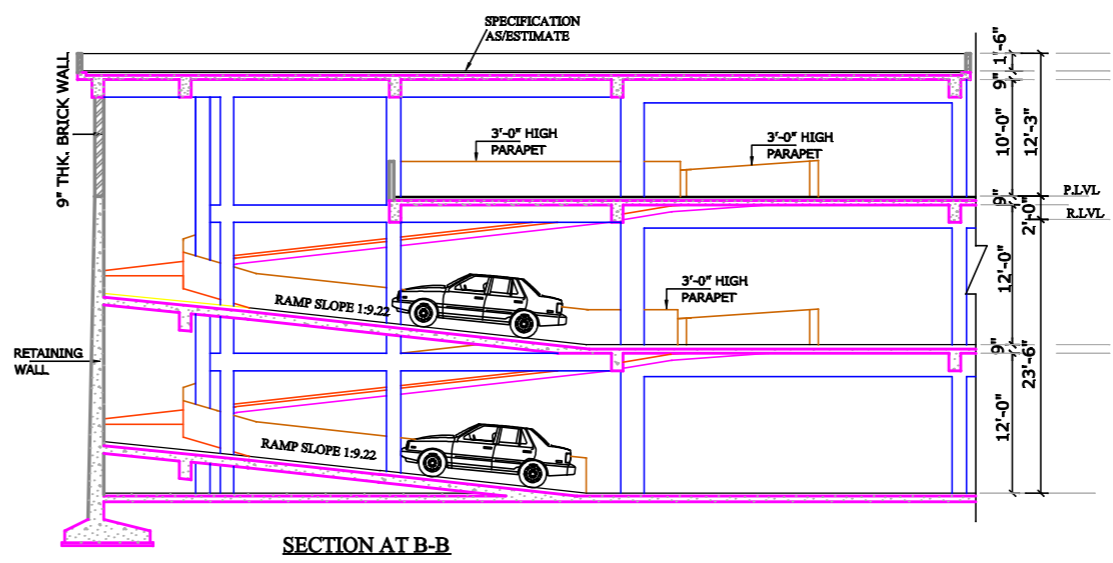 SPECIFICATION
AS/ESTIMATE
9" THK. BRICK WALL
1'-6"
9"
10'-0"
12'-3"
3'-0" HIGH
PARAPET
3'-0" HIGH
PARAPET
P.LVL
9"
2'-0"
R.LVL
12'-0"
3'-0" HIGH
PARAPET
RAMP SLOPE 1:9.22
RETAINING
WALL
9"
23'-6"
12'-0"
RAMP SLOPE 1:9.22
SECTION AT B-B